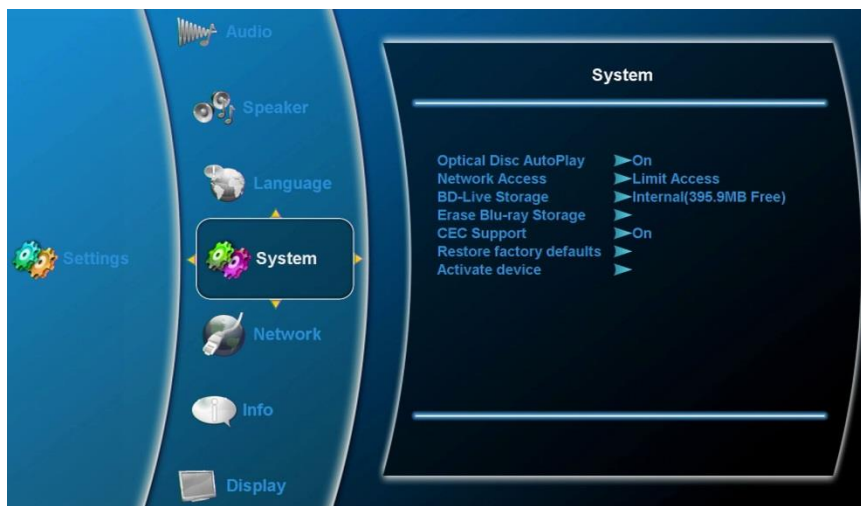 Settings
Audio
Speaker
Language
System
Network
Info
Display
System
Optical Disc AutoPlay On
Network Access Limit Access
BD-Live Storage Internal(395.9MB Free)
Erase Blu-ray Storage
CEC Support On
Restore factory defaults
Activate device